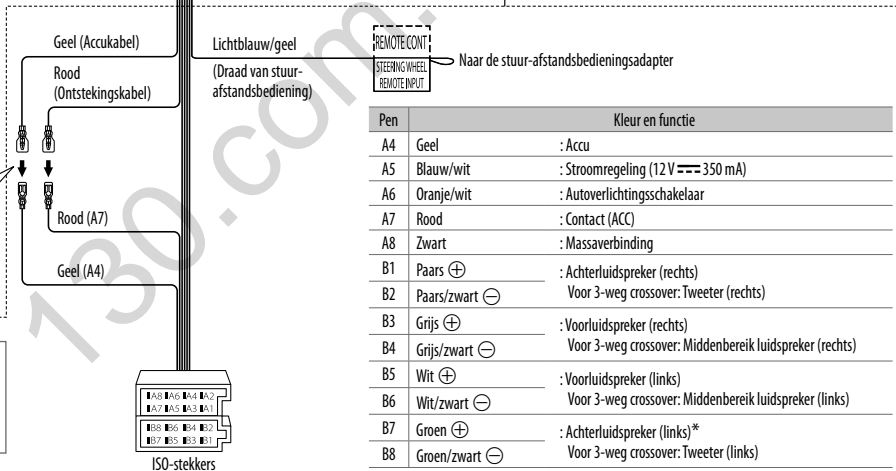 Geel (Accukabel)
Rood
(Ontstekingskabel)
Lichtblauw/geel
(Draad van stuur-
afstandsbediening)
REMOTE CONT
STEERING WHEEL
REMOTE INPUT
Naar de stuur-afstandsbedieningsadapter
Rood (A7)
Geel (A4)
A8 A6 A4 A2
A7 A5 A3 A1
B8 B6 B4 B2
B7 B5 B3 B1
ISO-stekkers
Pen Kleur en functie
A4 Geel : Accu
A5 Blauw/wit : Stroomregeling (12 V ⎓ 350 mA)
A6 Oranje/wit : Autoverlichtingsschakelaar
A7 Rood : Contact (ACC)
A8 Zwart : Massaverbinding
B1 Paars ⊕ : Achterluidspreker (rechts)
B2 Paars/zwart ⊖ Voor 3-weg crossover: Tweeter (rechts)
B3 Grijs ⊕ : Voorluidspreker (rechts)
B4 Grijs/zwart ⊖ Voor 3-weg crossover: Middenbereik luidspreker (rechts)
B5 Wit ⊕ : Voorluidspreker (links)
B6 Wit/zwart ⊖ Voor 3-weg crossover: Middenbereik luidspreker (links)
B7 Groen ⊕ : Achterluidspreker (links)*
B8 Groen/zwart ⊖ Voor 3-weg crossover: Tweeter (links)
130.com.